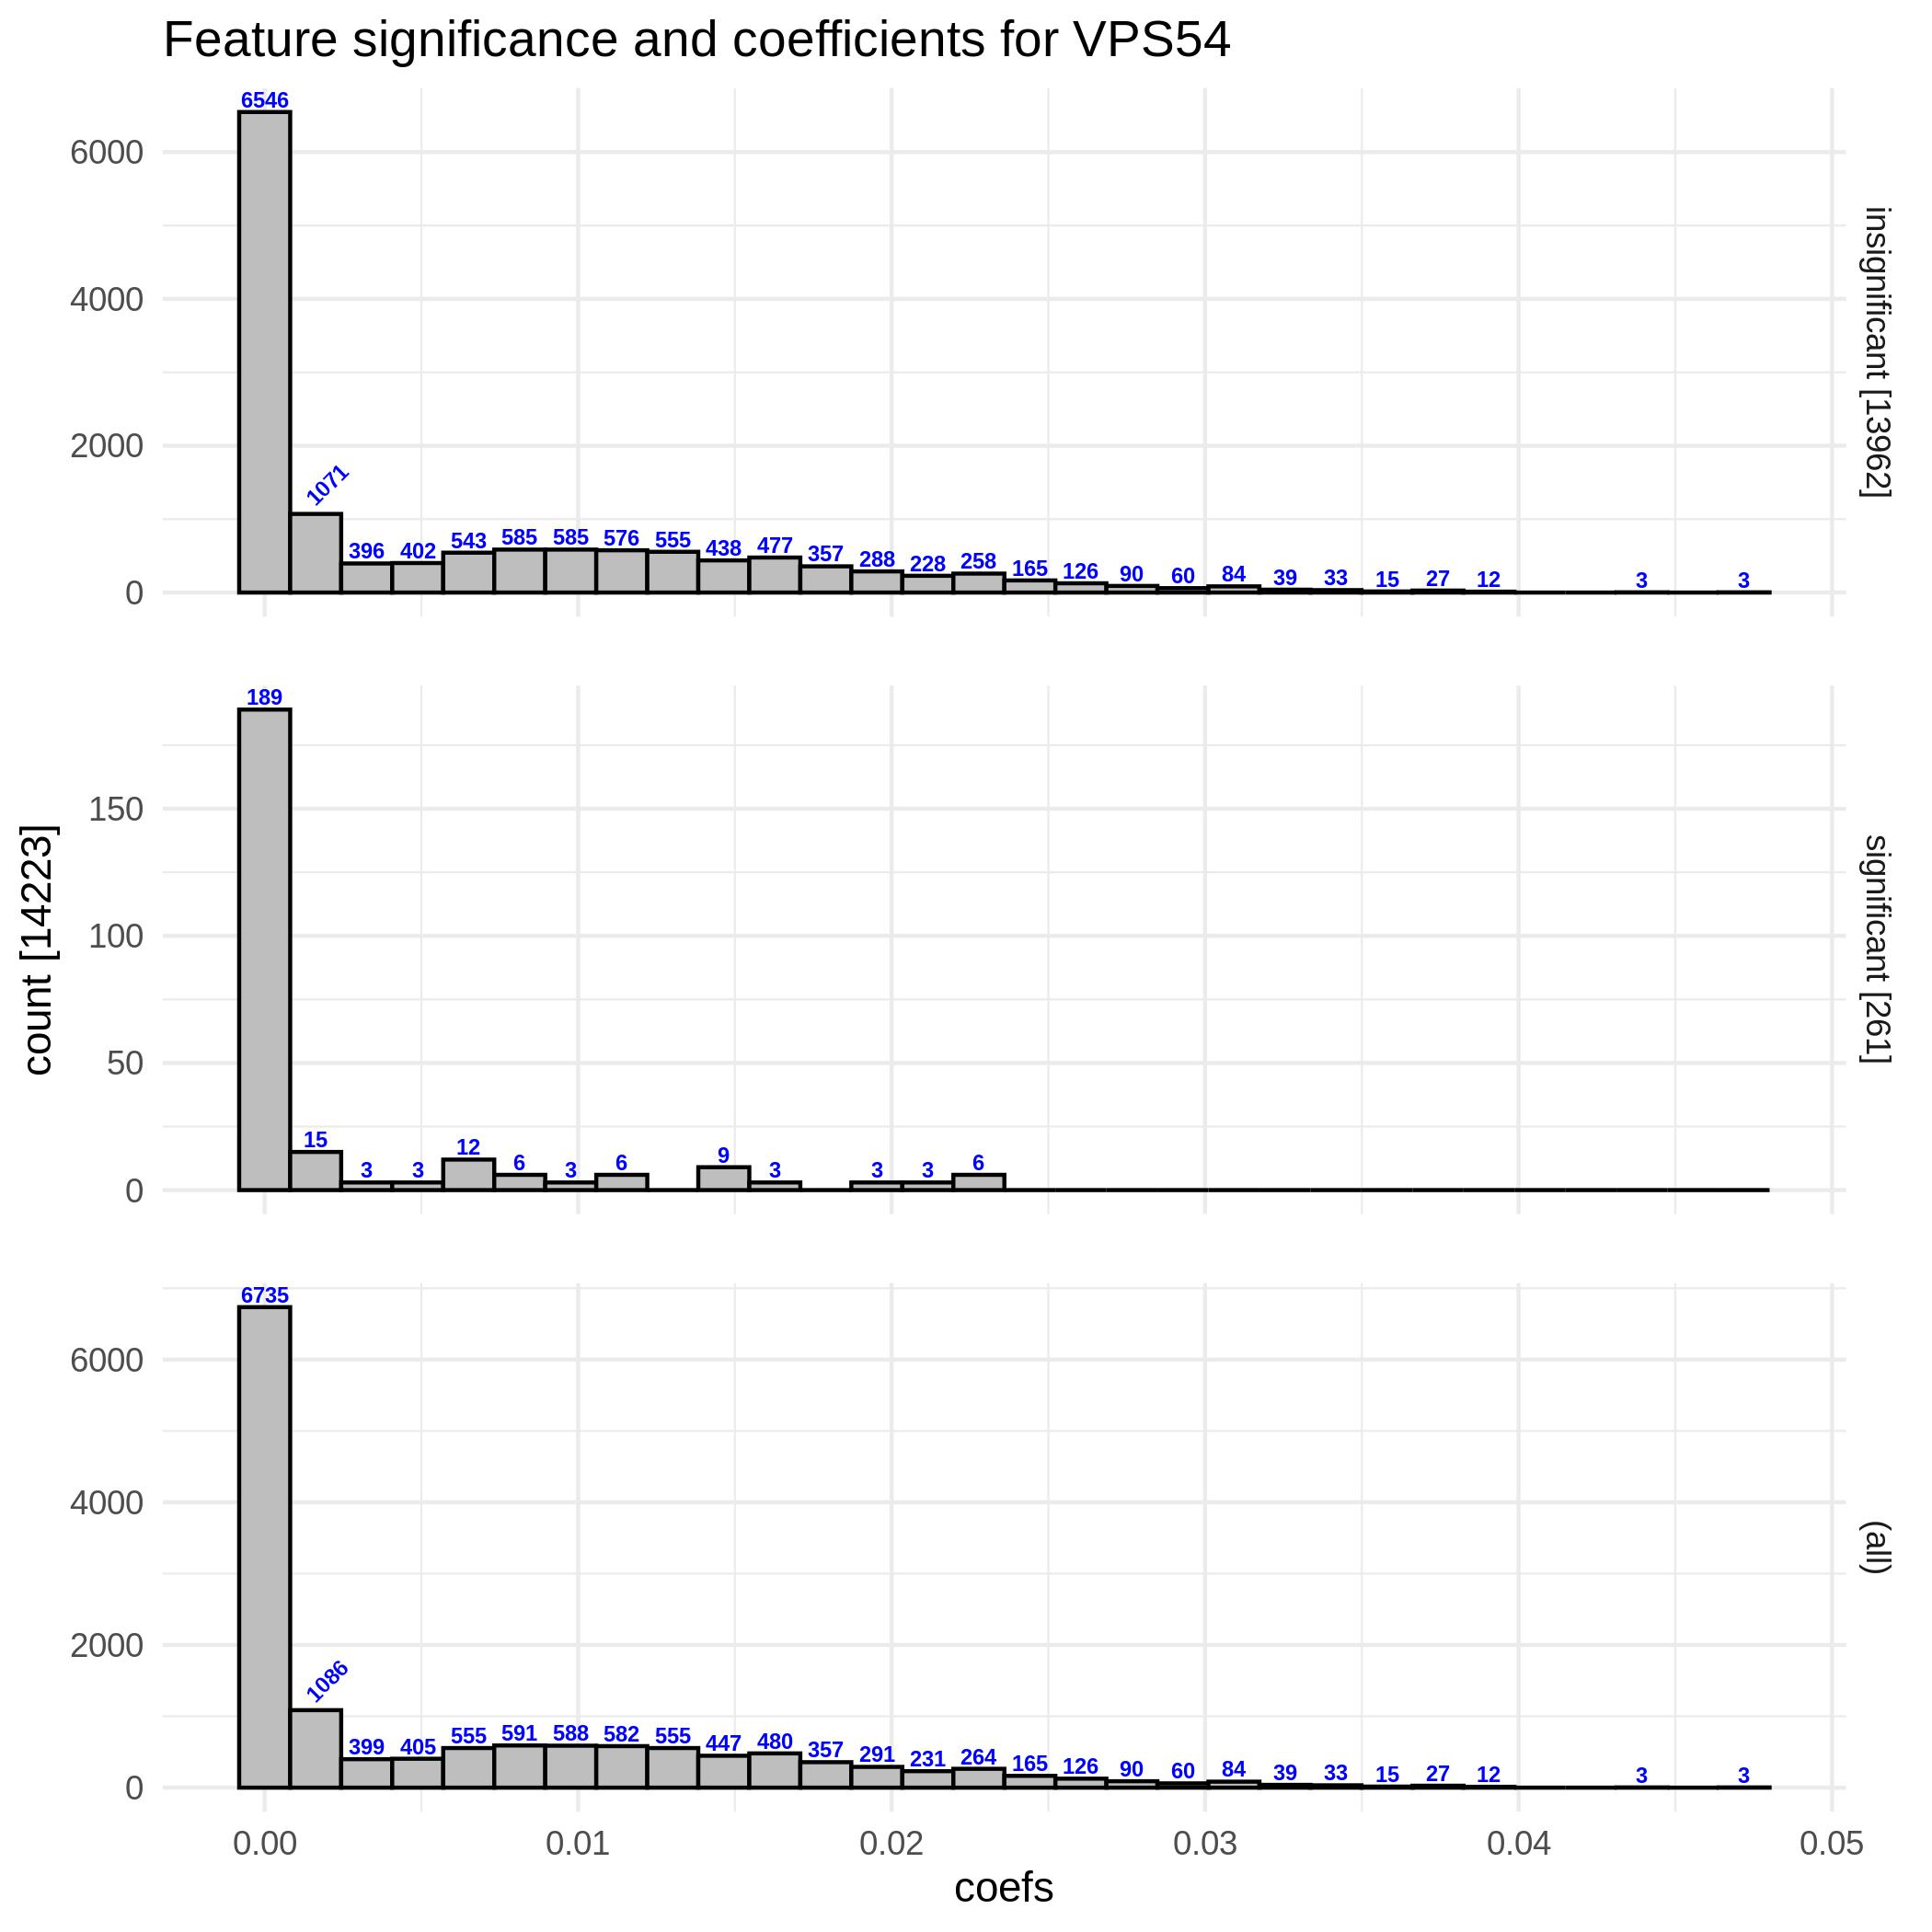 Feature significance and coefficients for VPS54
6546
6000
4000
2000
0
1071
396 402 543 585 585 576 555 438 477 357 288 228 258 165 126 90 60 84 39 33 15 27 12 3 3
insignificant [13962]
189
150
100
50
0
15 3 3 12 6 3 6 9 3 3 3 6
significant [261]
count [14223]
6735
6000
4000
2000
0
1086
399 405 555 591 588 582 555 447 480 357 291 231 264 165 126 90 60 84 39 33 15 27 12 3 3
(all)
0.00 0.01 0.02 0.03 0.04 0.05
coefs